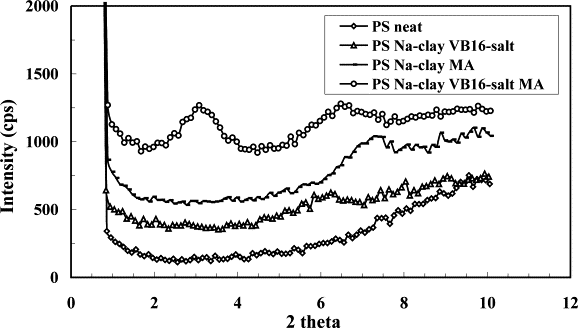 2000
1500
1000
500
0
Intensity (cps)
PS neat
PS Na-clay VB16-salt
PS Na-clay MA
PS Na-clay VB16-salt MA
0 2 4 6 8 10 12
2 theta